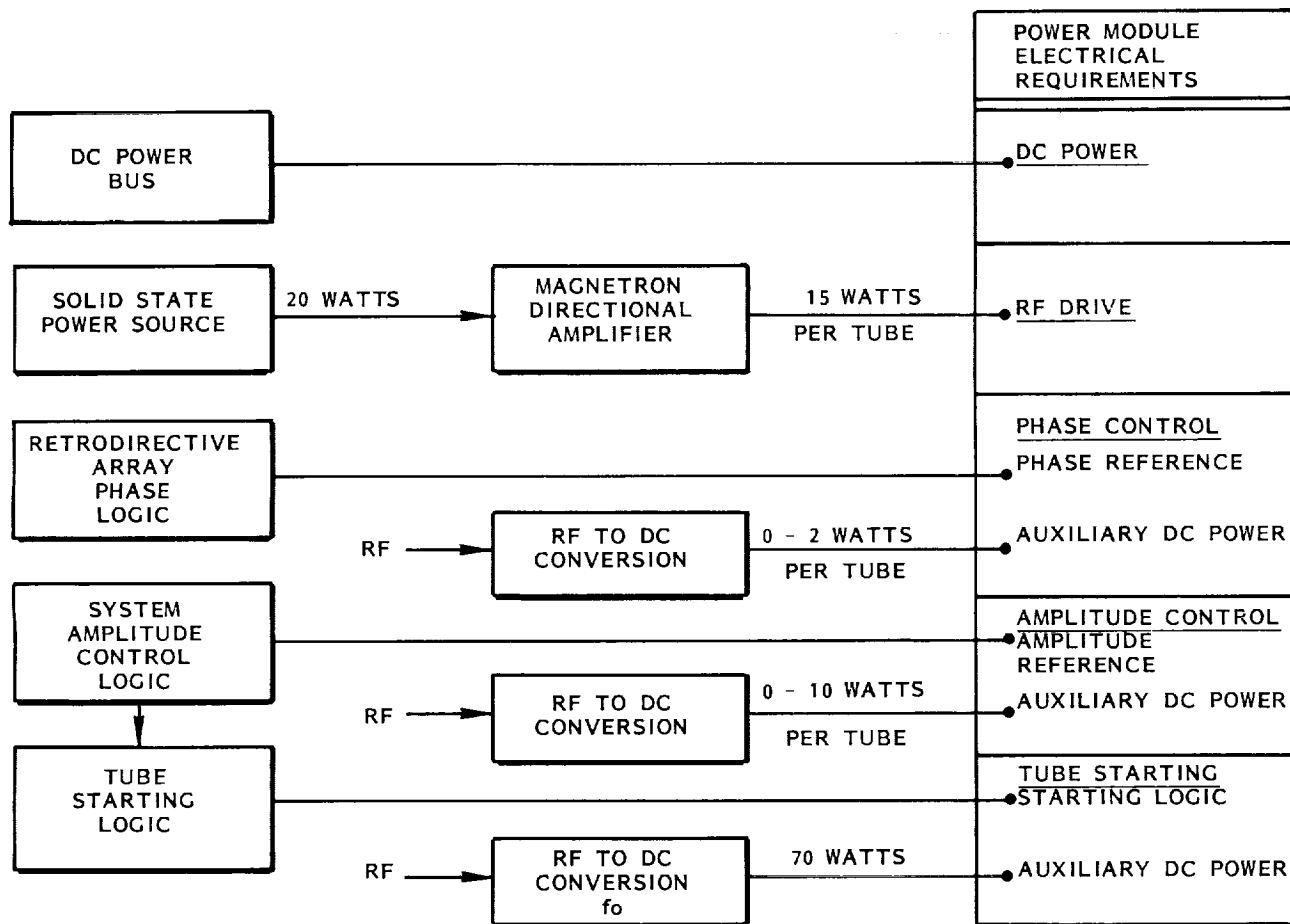 POWER MODULE
ELECTRICAL
REQUIREMENTS
DC POWER
BUS
DC POWER
SOLID STATE
POWER SOURCE
20 WATTS
MAGNETRON
DIRECTIONAL
AMPLIFIER
15 WATTS
PER TUBE
RF DRIVE
RETRODIRECTIVE
ARRAY
PHASE
LOGIC
PHASE CONTROL
PHASE REFERENCE
RF
RF TO DC
CONVERSION
0 - 2 WATTS
PER TUBE
AUXILIARY DC POWER
SYSTEM
AMPLITUDE
CONTROL
LOGIC
AMPLITUDE CONTROL
AMPLITUDE
REFERENCE
RF
RF TO DC
CONVERSION
0 - 10 WATTS
PER TUBE
AUXILIARY DC POWER
TUBE
STARTING
LOGIC
TUBE STARTING
STARTING LOGIC
RF
RF TO DC
CONVERSION
fo
70 WATTS
AUXILIARY DC POWER